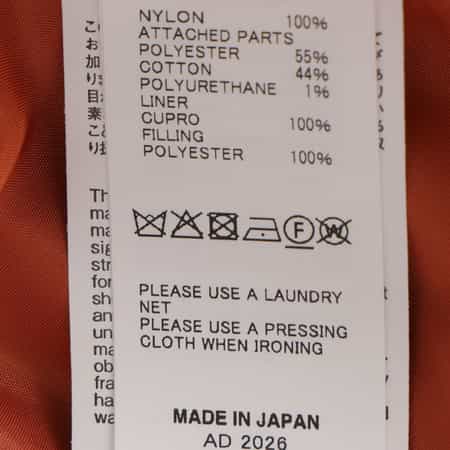 NYLON 100%
ATTACHED PARTS
POLYESTER 55%
COTTON 44%
POLYURETHANE 1%
LINER
CUPRO 100%
FILLING
POLYESTER 100%
F W
PLEASE USE A LAUNDRY
NET
PLEASE USE A PRESSING
CLOTH WHEN IRONING
MADE IN JAPAN
AD 2026